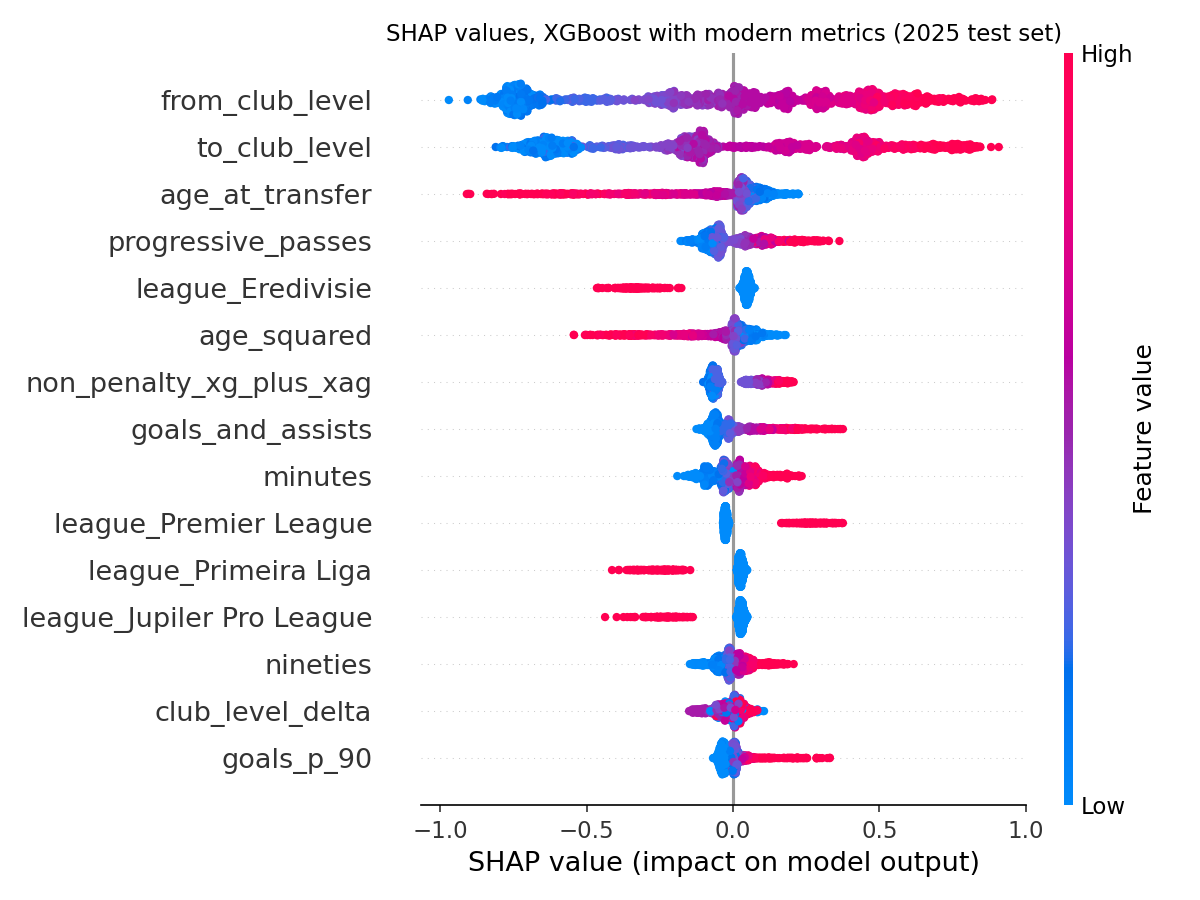 SHAP values, XGBoost with modern metrics (2025 test set)
High
from_club_level
to_club_level
age_at_transfer
progressive_passes
league_Eredivisie
age_squared
non_penalty_xg_plus_xag
goals_and_assists
minutes
league_Premier League
league_Primeira Liga
league_Jupiler Pro League
nineties
club_level_delta
goals_p_90
Feature value
Low
−1.0 −0.5 0.0 0.5 1.0
SHAP value (impact on model output)